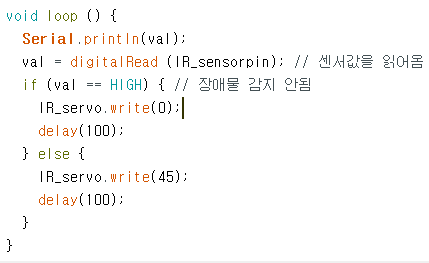 void loop () {
Serial.println(val);
val = digitalRead (IR_sensorpin); // 센서값을 읽어옴
if (val == HIGH) { // 장애물 감지 안됨
IR_servo.write(0);
delay(100);
} else {
IR_servo.write(45);
delay(100);
}
}